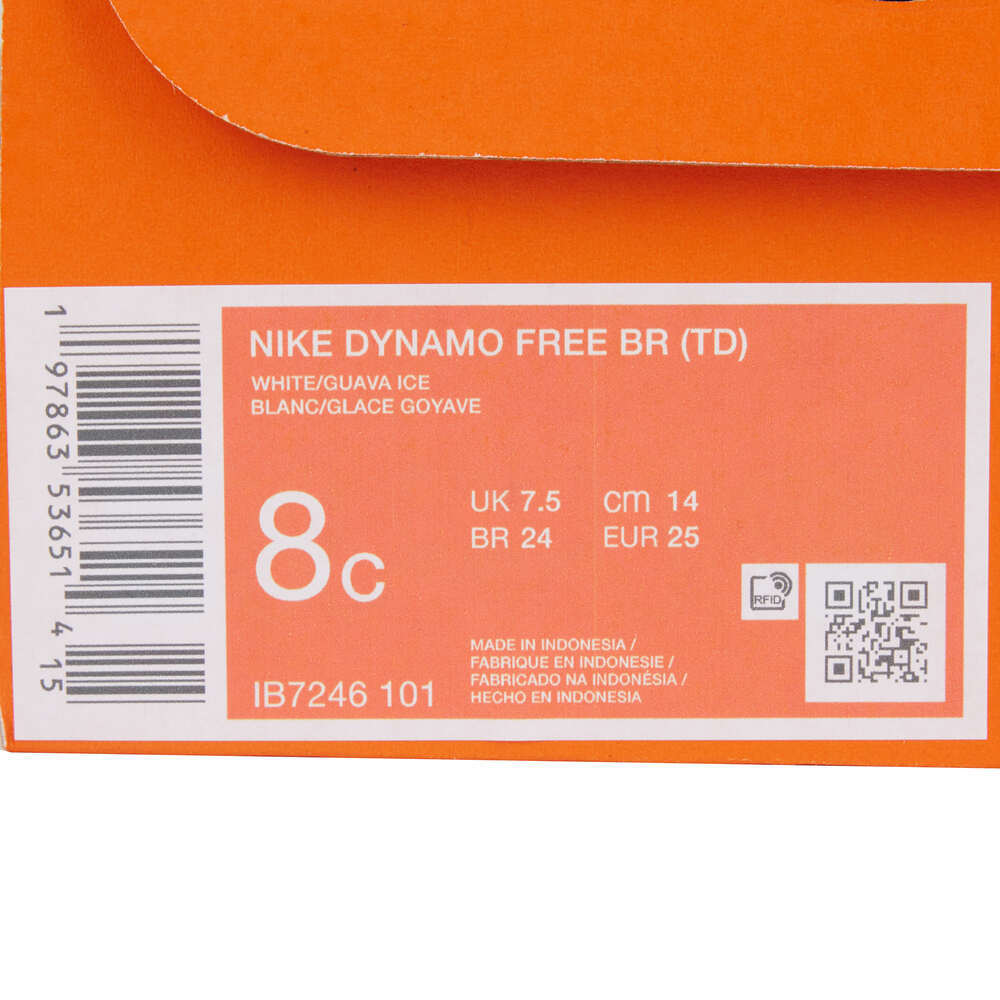 NIKE DYNAMO FREE BR (TD)
WHITE/GUAVA ICE
BLANC/GLACE GOYAVE
8C
UK 7.5 cm 14
BR 24 EUR 25
RFID
MADE IN INDONESIA /
FABRIQUE EN INDONESIE /
FABRICADO NA INDONÉSIA /
HECHO EN INDONESIA
IB7246 101
1 97863 53651 4 15